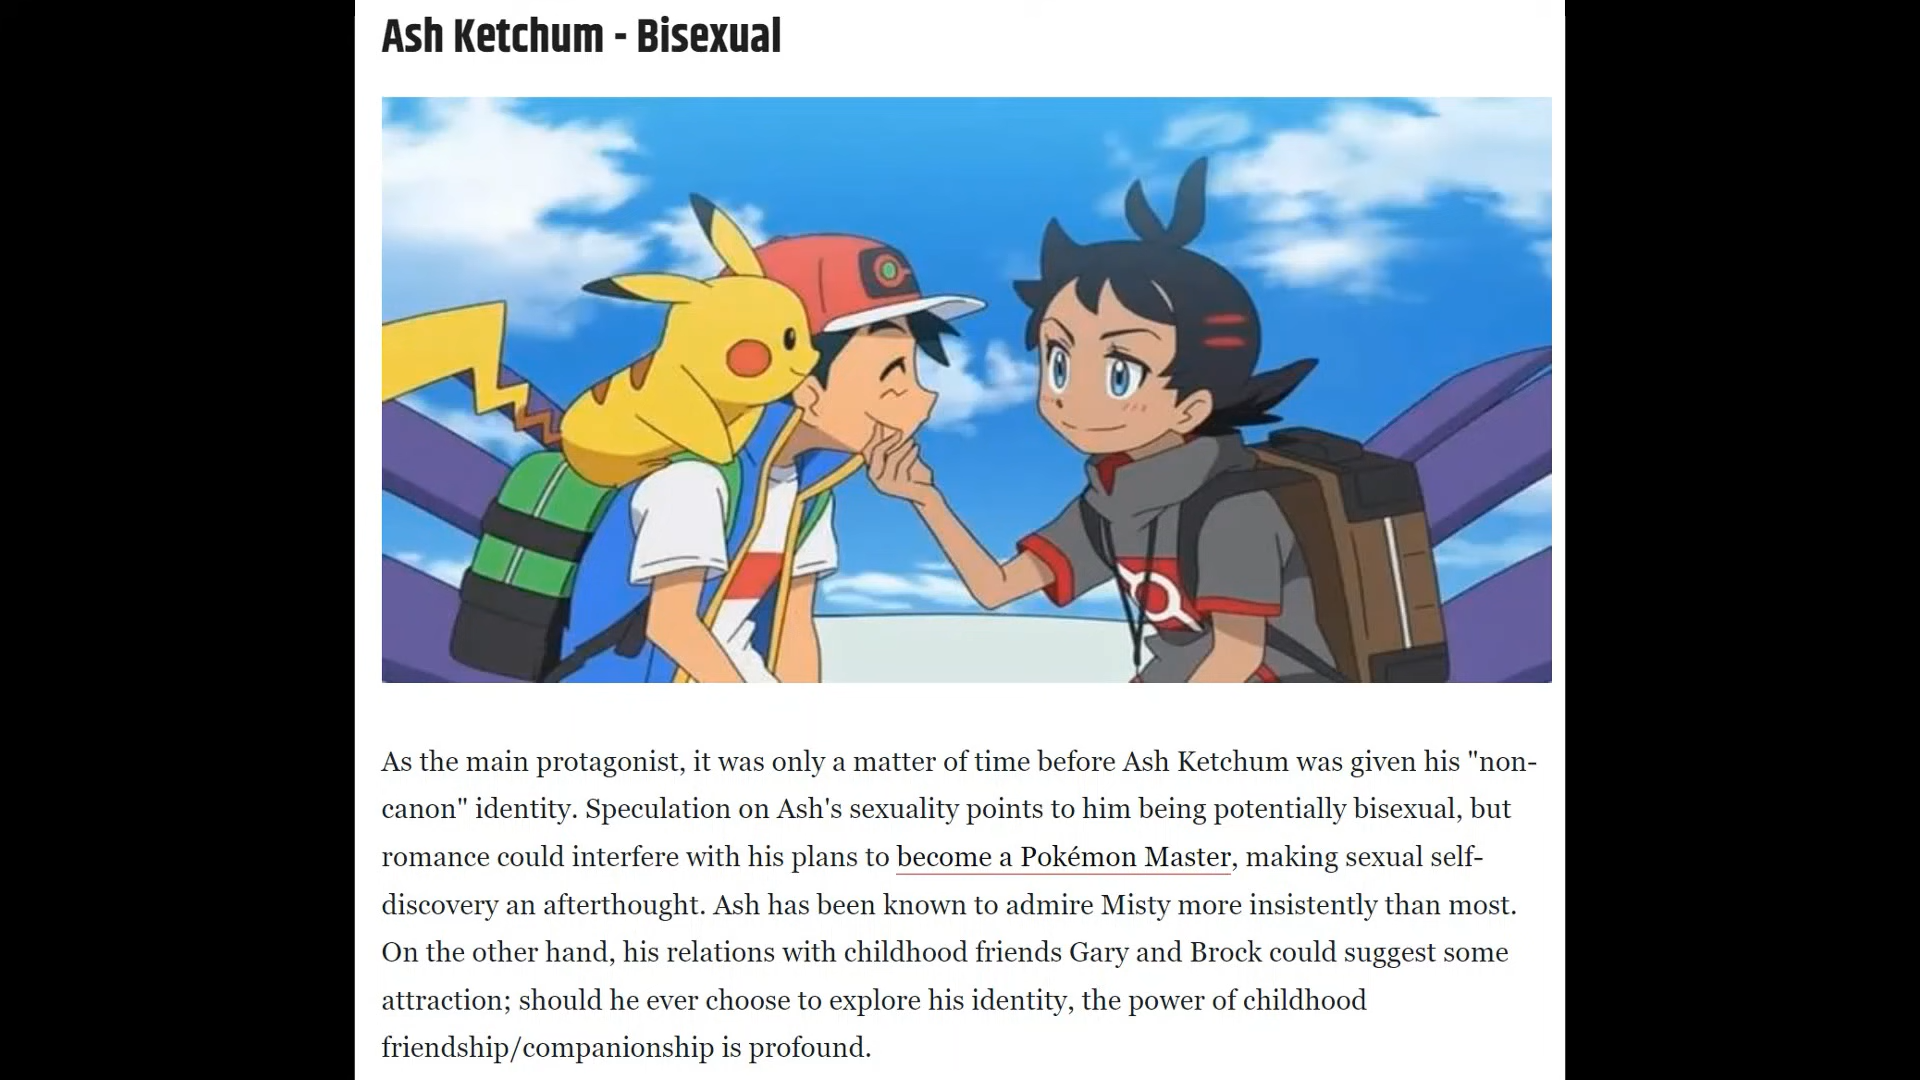 Ash Ketchum - Bisexual
As the main protagonist, it was only a matter of time before Ash Ketchum was given his "non-
canon" identity. Speculation on Ash's sexuality points to him being potentially bisexual, but
romance could interfere with his plans to become a Pokémon Master, making sexual self-
discovery an afterthought. Ash has been known to admire Misty more insistently than most.
On the other hand, his relations with childhood friends Gary and Brock could suggest some
attraction; should he ever choose to explore his identity, the power of childhood
friendship/companionship is profound.